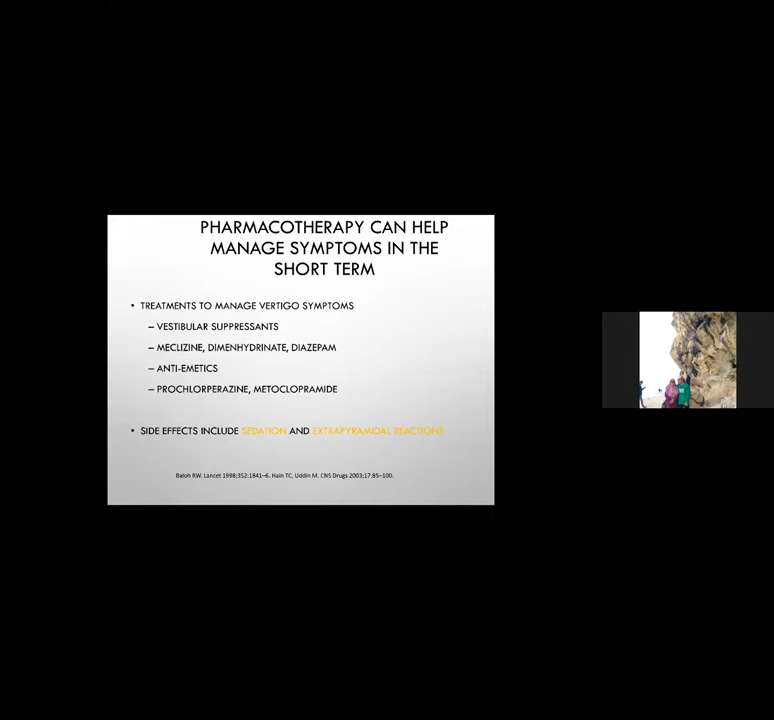 PHARMACOTHERAPY CAN HELP
MANAGE SYMPTOMS IN THE
SHORT TERM
• TREATMENTS TO MANAGE VERTIGO SYMPTOMS
– VESTIBULAR SUPPRESSANTS
– MECLIZINE, DIMENHYDRINATE, DIAZEPAM
– ANTI-EMETICS
– PROCHLORPERAZINE, METOCLOPRAMIDE
• SIDE EFFECTS INCLUDE SEDATION AND EXTRAPYRAMIDAL REACTIONS
Baloh RW. Lancet 1998;352:1841–6. Hain TC, Uddin M. CNS Drugs 2003;17:85–100.